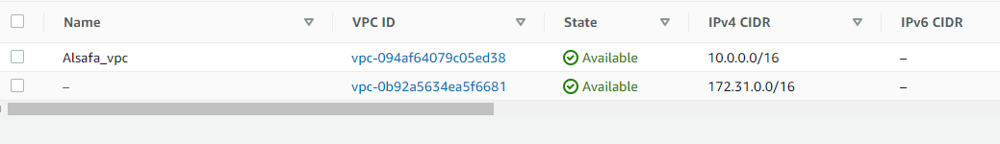 Name VPC ID State IPv4 CIDR IPv6 CIDR
Alsafa_vpc vpc-094af64079c05ed38 Available 10.0.0.0/16 –
– vpc-0b92a5634ea5f6681 Available 172.31.0.0/16 –